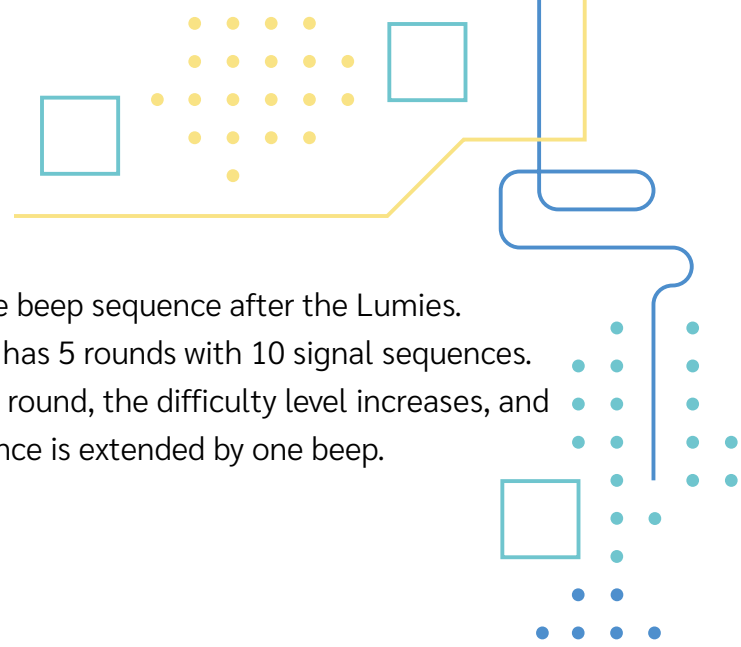 beep sequence after the Lumies.
has 5 rounds with 10 signal sequences.
round, the difficulty level increases, and
is extended by one beep.